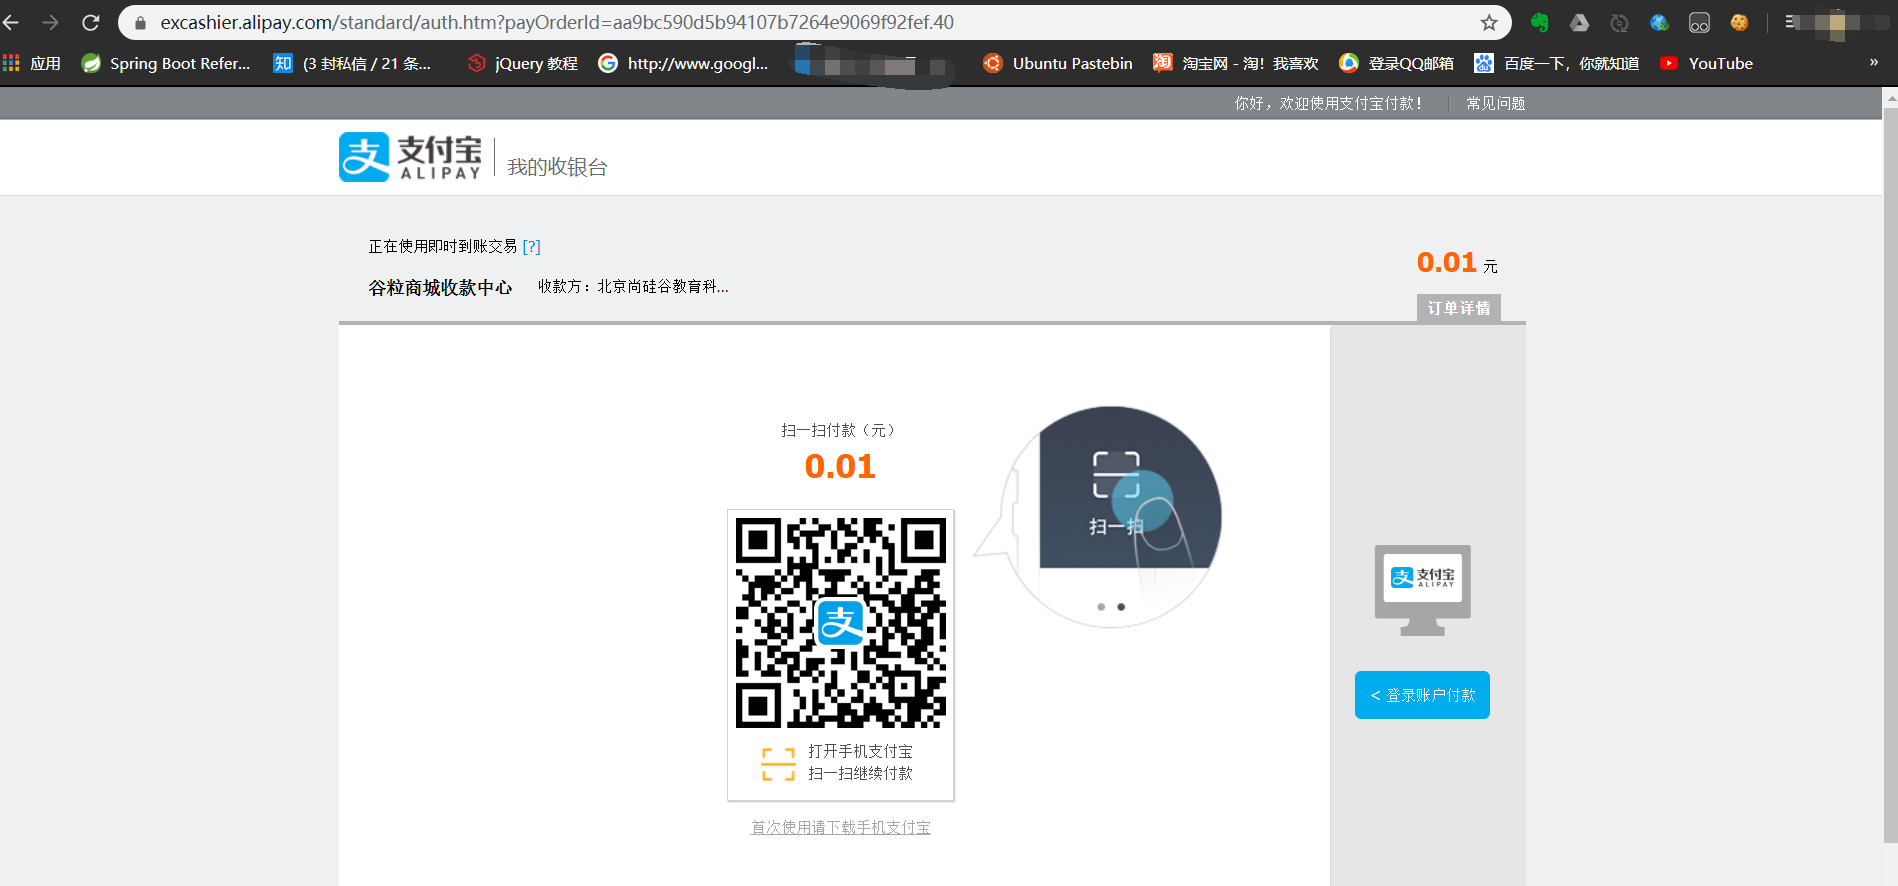 excashier.alipay.com/standard/auth.htm?payOrderId=aa9bc590d5b94107b7264e9069f92fef.40
应用 Spring Boot Refer... 知 (3 封私信 / 21 条... jQuery 教程 http://www.googl... Ubuntu Pastebin 淘 淘宝网 - 淘！我喜欢 登录QQ邮箱 百度一下，你就知道 YouTube »
你好，欢迎使用支付宝付款！ 常见问题
支 支付宝 ALIPAY 我的收银台
正在使用即时到账交易 [?]
0.01 元
谷粒商城收款中心 收款方：北京尚硅谷教育科...
订单详情
扫一扫付款（元）
0.01
扫一扫
支
支 支付宝
ALIPAY
< 登录账户付款
打开手机支付宝
扫一扫继续付款
首次使用请下载手机支付宝